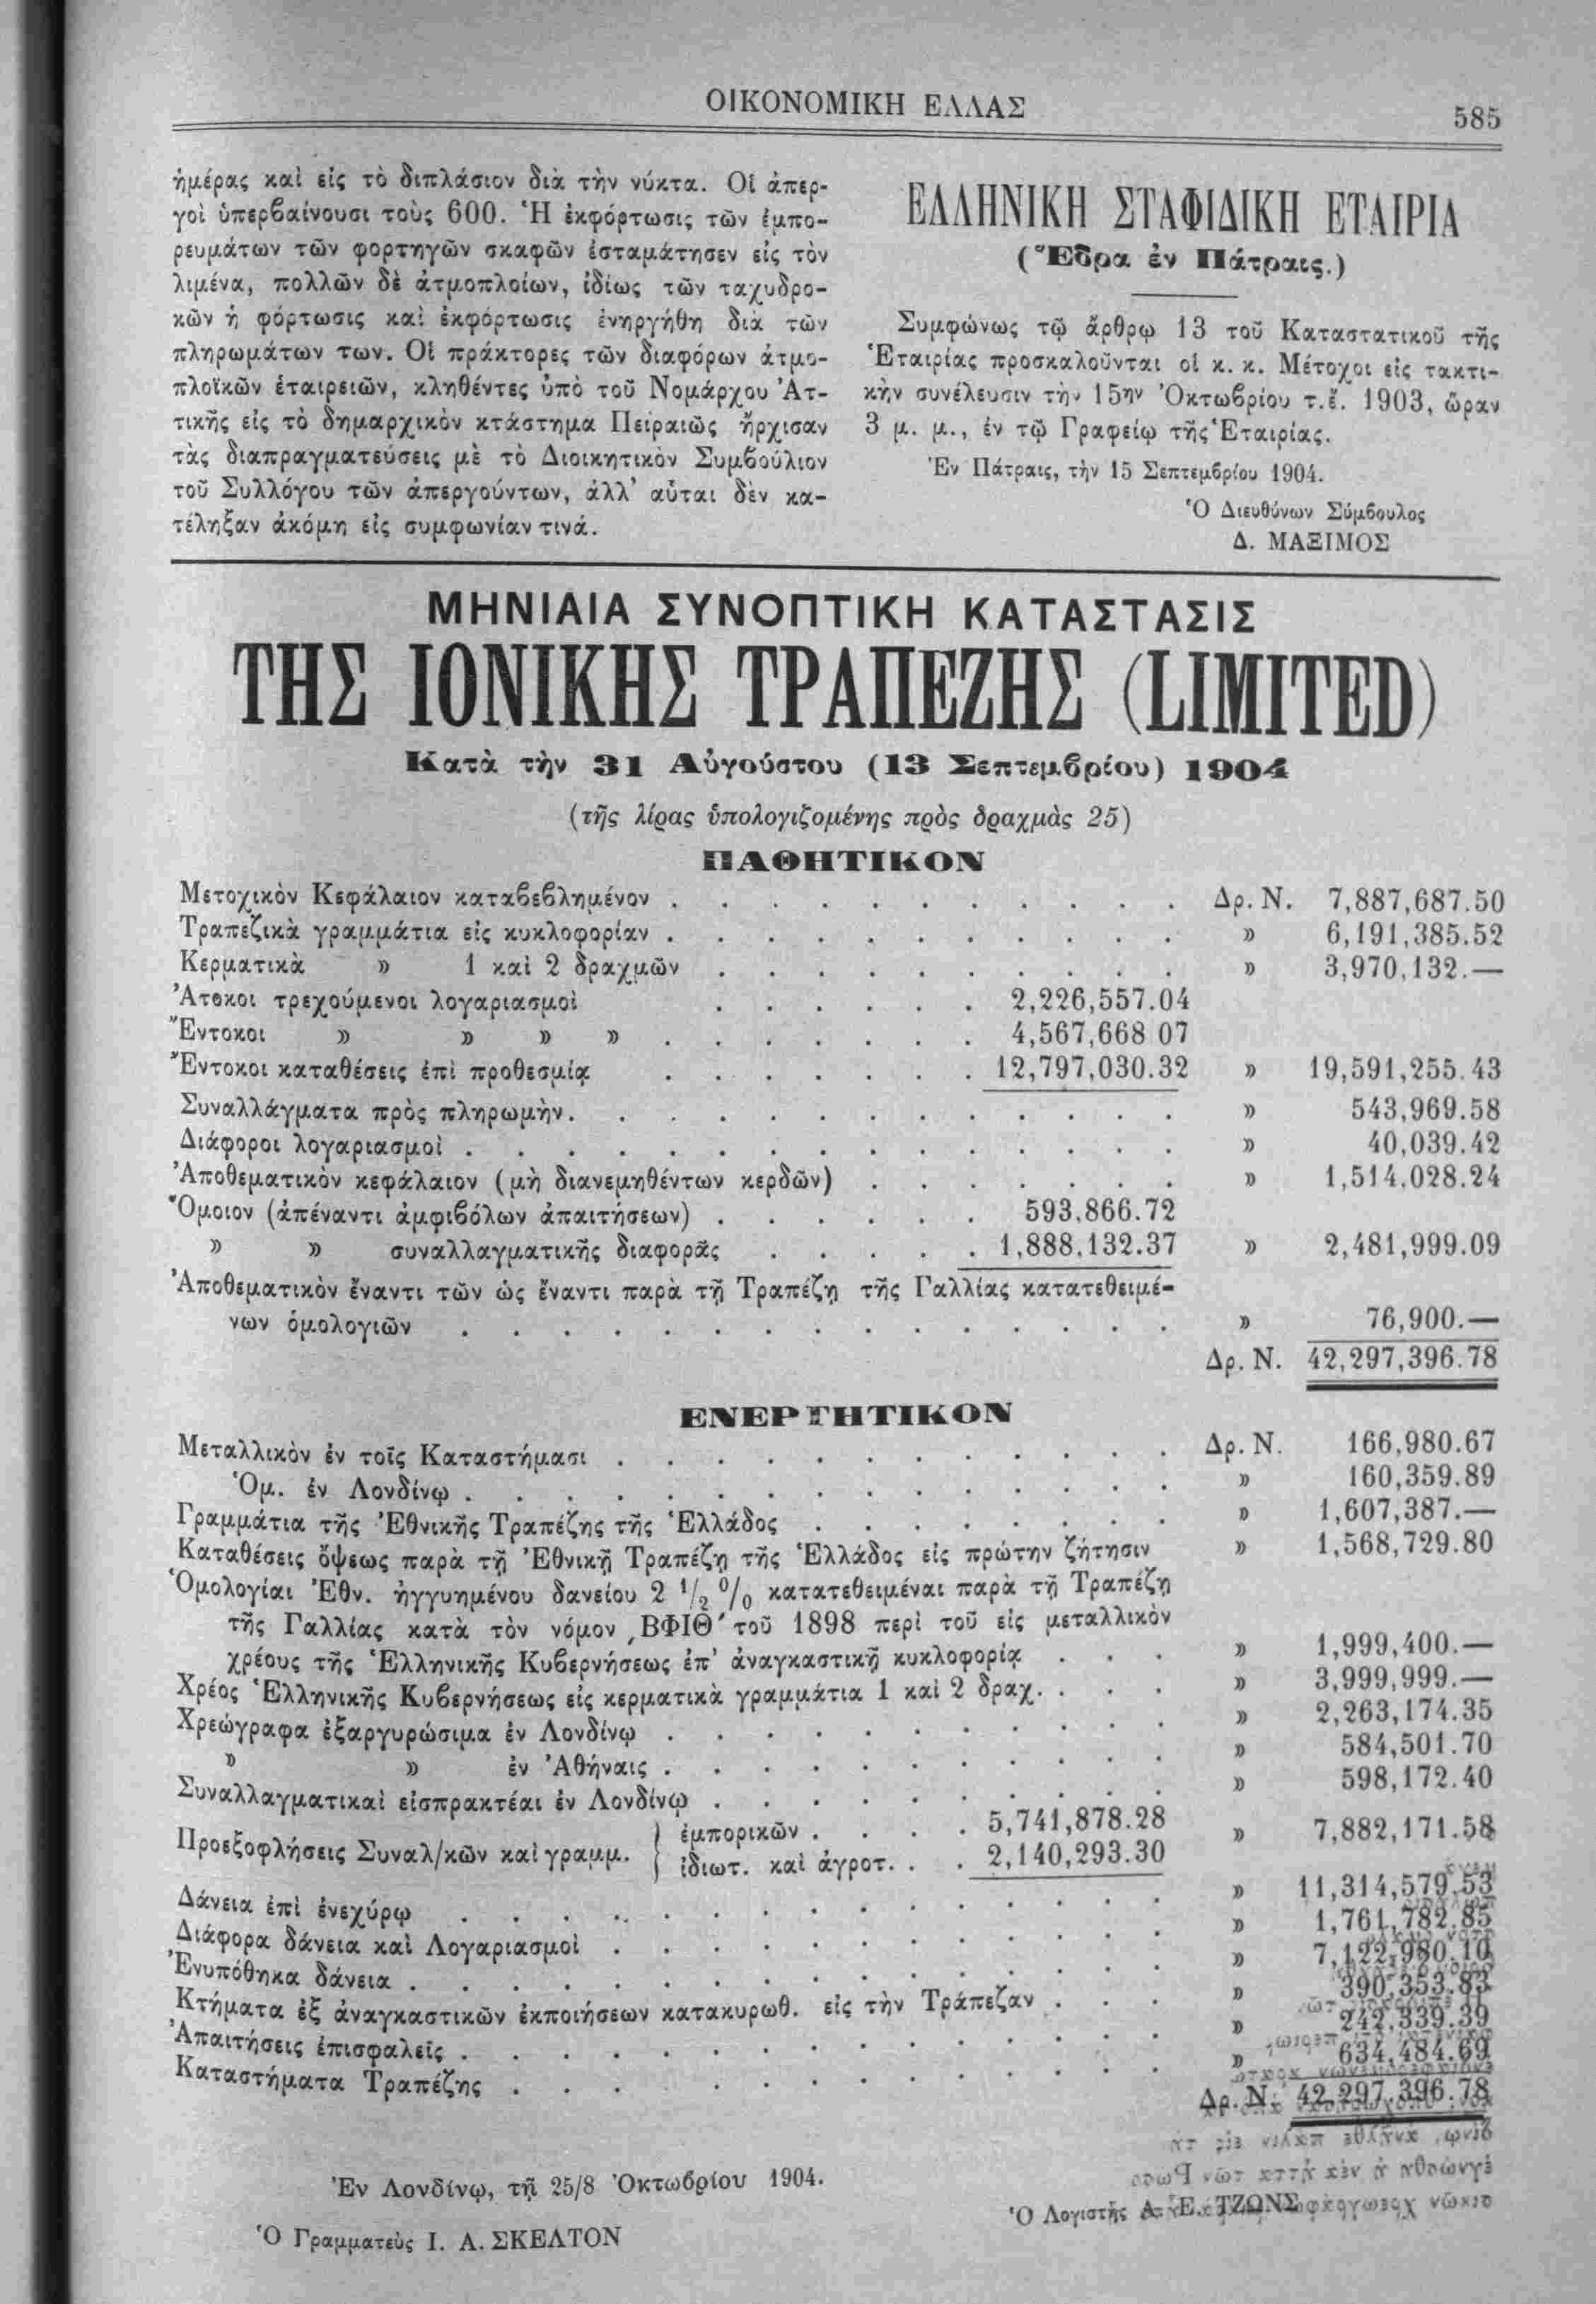 ΟΙΚΟΝΟΜΙΚΗ ΕΛΛΑΣ
585
ἡμέρας καὶ εἰς τὸ διπλάσιον διὰ τὴν νύκτα. Οἱ ἀπερ-
γοὶ ὑπερβαίνουσι τοὺς 600. Ἡ ἐκφόρτωσις τῶν ἐμπο-
ρευμάτων τῶν φορτηγῶν σκαφῶν ἐσταμάτησεν εἰς τὸν
λιμένα, πολλῶν δὲ ἀτμοπλοίων, ἰδίως τῶν ταχυδρο-
κῶν ἡ φόρτωσις καὶ ἐκφόρτωσις ἐνηργήθη διὰ τῶν
πληρωμάτων των. Οἱ πράκτορες τῶν διαφόρων ἀτμο-
πλοϊκῶν ἑταιρειῶν, κληθέντες ὑπὸ τοῦ Νομάρχου Ἀτ-
τικῆς εἰς τὸ δημαρχικὸν κτάστημα Πειραιῶς ἤρχισαν
τὰς διαπραγματεύσεις μὲ τὸ Διοικητικὸν Συμβούλιον
τοῦ Συλλόγου τῶν ἀπεργούντων, ἀλλ' αὗται δὲν κα-
τέληξαν ἀκόμη εἰς συμφωνίαν τινά.
ΕΛΛΗΝΙΚΗ ΣΤΑΦΙΔΙΚΗ ΕΤΑΙΡΙΑ
(Ἕδρα ἐν Πάτραις.)
Συμφώνως τῷ ἄρθρῳ 13 τοῦ Καταστατικοῦ τῆς
Ἑταιρίας προσκαλοῦνται οἱ κ. κ. Μέτοχοι εἰς τακτι-
κὴν συνέλευσιν τὴν 15ην Ὀκτωβρίου τ.ἔ. 1903, ὥραν
3 μ. μ., ἐν τῷ Γραφείῳ τῆς Ἑταιρίας.
Ἐν Πάτραις, τὴν 15 Σεπτεμβρίου 1904.
Ὁ Διευθύνων Σύμβουλος
Δ. ΜΑΞΙΜΟΣ
ΜΗΝΙΑΙΑ ΣΥΝΟΠΤΙΚΗ ΚΑΤΑΣΤΑΣΙΣ
ΤΗΣ ΙΟΝΙΚΗΣ ΤΡΑΠΕΖΗΣ (LIMITED)
Κατὰ τὴν 31 Αὐγούστου (13 Σεπτεμβρίου) 1904
(τῆς λίρας ὑπολογιζομένης πρὸς δραχμὰς 25)
ΠΑΘΗΤΙΚΟΝ
Μετοχικὸν Κεφάλαιον καταβεβλημένον . . . . . . . . . . . Δρ. Ν. 7,887,687.50
Τραπεζικὰ γραμμάτια εἰς κυκλοφορίαν . . . . . . . . . . . » 6,191,385.52
Κερματικὰ » 1 καὶ 2 δραχμῶν . . . . . . . . . . » 3,970,132.—
Ἄτοκοι τρεχούμενοι λογαριασμοὶ . . . . . . 2,226,557.04
Ἔντοκοι » » » » . . . . . . . 4,567,668 07
Ἔντοκοι καταθέσεις ἐπὶ προθεσμίᾳ . . . . . . . 12,797,030.32 » 19,591,255.43
Συναλλάγματα πρὸς πληρωμὴν. . . . . . . . . . . . . » 543,969.58
Διάφοροι λογαριασμοὶ . . . . . . . . . . . . . . . » 40,039.42
Ἀποθεματικὸν κεφάλαιον (μὴ διανεμηθέντων κερδῶν) . . . . . . . » 1,514,028.24
Ὅμοιον (ἀπέναντι ἀμφιβόλων ἀπαιτήσεων) . . . . . . 593,866.72
» » συναλλαγματικῆς διαφορᾶς . . . . . 1,888,132.37 » 2,481,999.09
Ἀποθεματικὸν ἔναντι τῶν ὡς ἔναντι παρὰ τῇ Τραπέζῃ τῆς Γαλλίας κατατεθειμέ-
νων ὁμολογιῶν . . . . . . . . . . . . . . . » 76,900.—
Δρ. Ν. 42,297,396.78
ΕΝΕΡΓΗΤΙΚΟΝ
Μεταλλικὸν ἐν τοῖς Καταστήμασι . . . . . . . . . . . . Δρ. Ν. 166,980.67
Ὁμ. ἐν Λονδίνῳ . . . . . . . . . . . . . . . » 160,359.89
Γραμμάτια τῆς Ἐθνικῆς Τραπέζης τῆς Ἑλλάδος . . . . . . . . » 1,607,387.—
Καταθέσεις ὄψεως παρὰ τῇ Ἐθνικῇ Τραπέζῃ τῆς Ἑλλάδος εἰς πρώτην ζήτησιν » 1,568,729.80
Ὁμολογίαι Ἐθν. ἠγγυημένου δανείου 2 1/2 0/0 κατατεθειμέναι παρὰ τῇ Τραπέζῃ
τῆς Γαλλίας κατὰ τὸν νόμον ͵ΒΦΙΘ΄ τοῦ 1898 περὶ τοῦ εἰς μεταλλικὸν
χρέους τῆς Ἑλληνικῆς Κυβερνήσεως ἐπ' ἀναγκαστικῇ κυκλοφορίᾳ . . . » 1,999,400.—
Χρέος Ἑλληνικῆς Κυβερνήσεως εἰς κερματικὰ γραμμάτια 1 καὶ 2 δραχ. . . . » 3,999,999.—
Χρεώγραφα ἐξαργυρώσιμα ἐν Λονδίνῳ . . . . . . . . . . . » 2,263,174.35
» » ἐν Ἀθήναις . . . . . . . . . . . » 584,501.70
Συναλλαγματικαὶ εἰσπρακτέαι ἐν Λονδίνῳ . . . . . . . . . . » 598,172.40
Προεξοφλήσεις Συναλ/κῶν καὶ γραμμ. { ἐμπορικῶν . . . . 5,741,878.28 » 7,882,171.58
ἰδιωτ. καὶ ἀγροτ. . . 2,140,293.30
Δάνεια ἐπὶ ἐνεχύρῳ . . . . . . . . . . . . . . . » 11,314,579.53
Διάφορα δάνεια καὶ Λογαριασμοὶ . . . . . . . . . . . . » 1,761,782.85
Ἐνυπόθηκα δάνεια . . . . . . . . . . . . . . . . » 7,122,980.10
Κτήματα ἐξ ἀναγκαστικῶν ἐκποιήσεων κατακυρωθ. εἰς τὴν Τράπεζαν . . . » 390,353.83
Ἀπαιτήσεις ἐπισφαλεῖς . . . . . . . . . . . . . . . » 242,339.39
Καταστήματα Τραπέζης . . . . . . . . . . . . . . » 634,484.69
Δρ. Ν. 42,297,396.78
Ἐν Λονδίνῳ, τῇ 25/8 Ὀκτωβρίου 1904.
Ὁ Λογιστὴς Α. Ε. ΤΖΩΝΣ
Ὁ Γραμματεὺς Ι. Α. ΣΚΕΛΤΟΝ